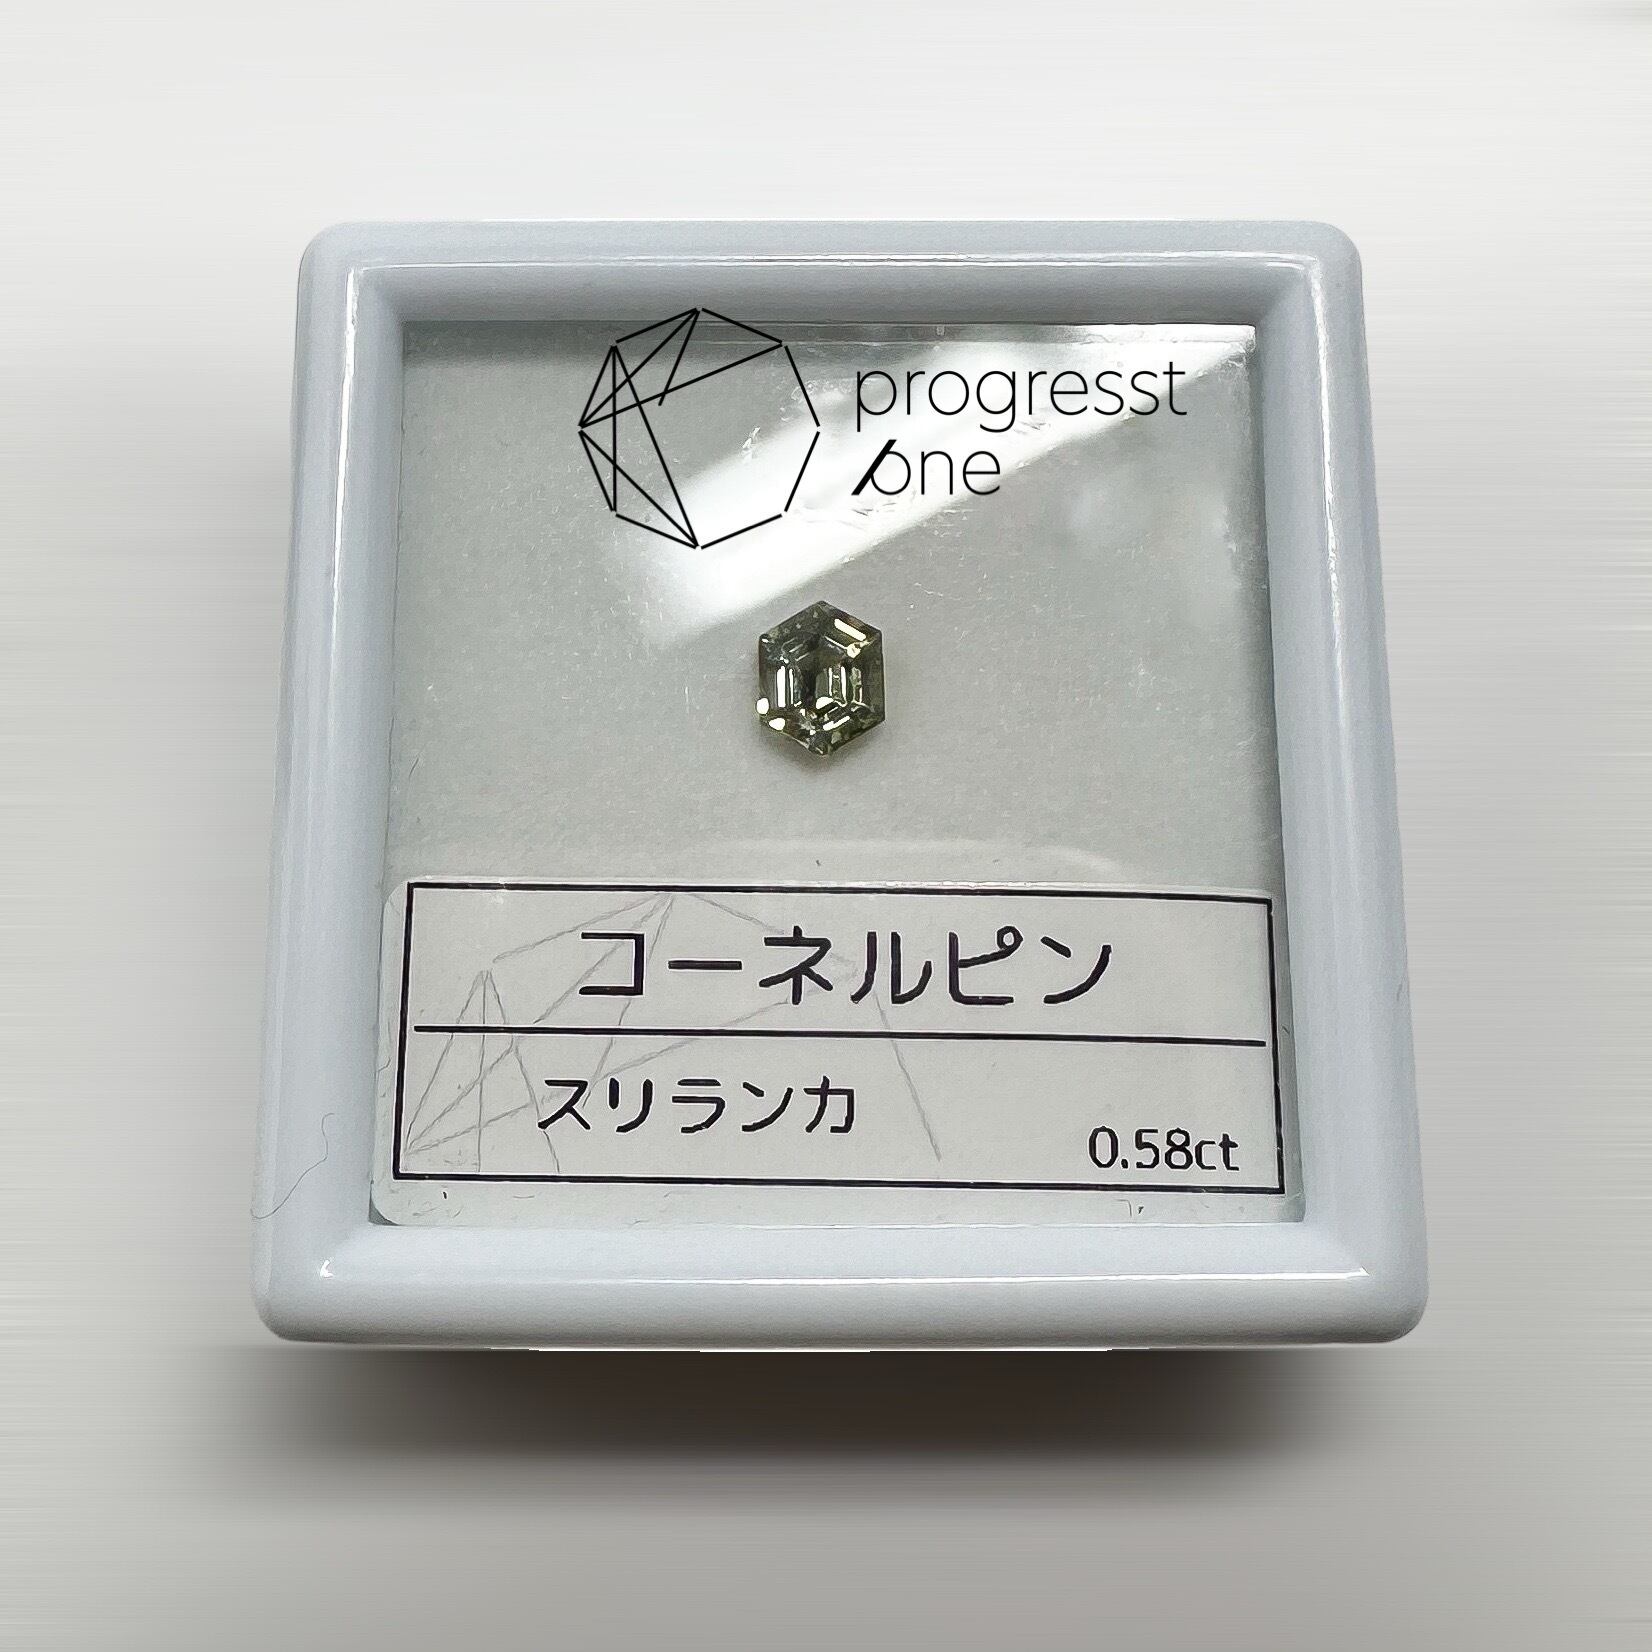 progresst
one
コーネルピン
スリランカ
0.58ct